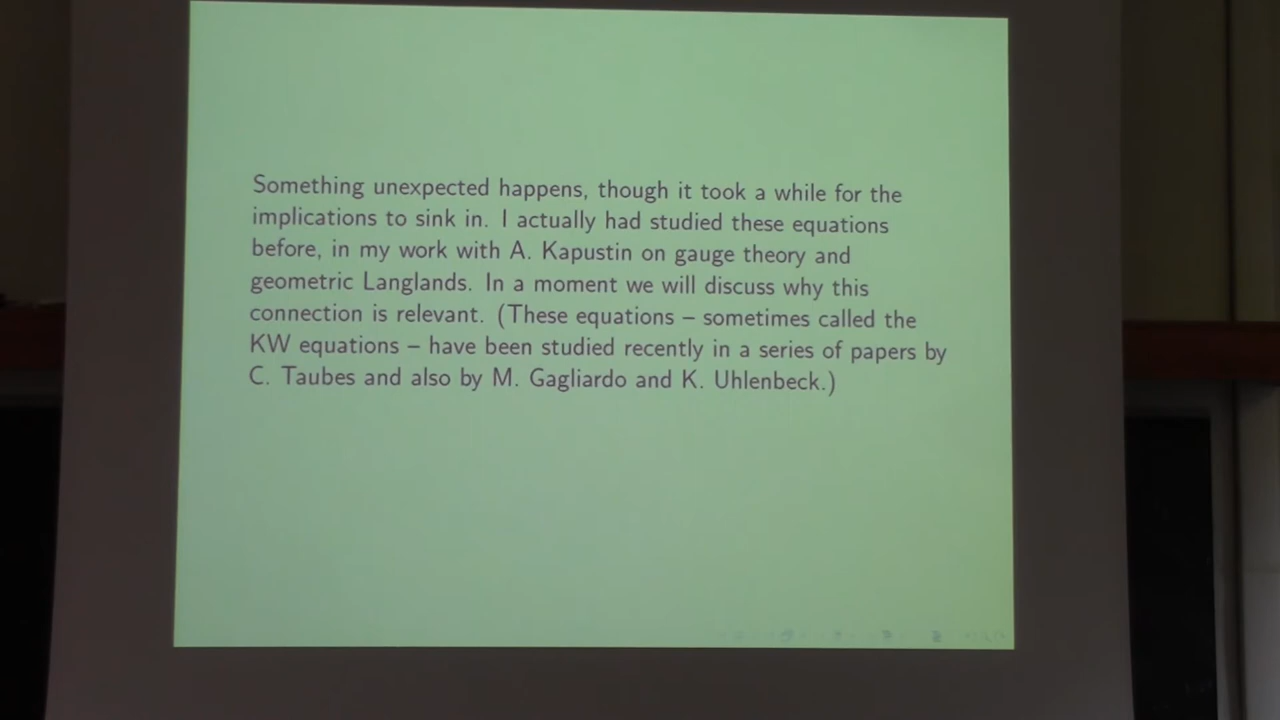 Something unexpected happens, though it took a while for the
implications to sink in. I actually had studied these equations
before, in my work with A. Kapustin on gauge theory and
geometric Langlands. In a moment we will discuss why this
connection is relevant. (These equations – sometimes called the
KW equations – have been studied recently in a series of papers by
C. Taubes and also by M. Gagliardo and K. Uhlenbeck.)